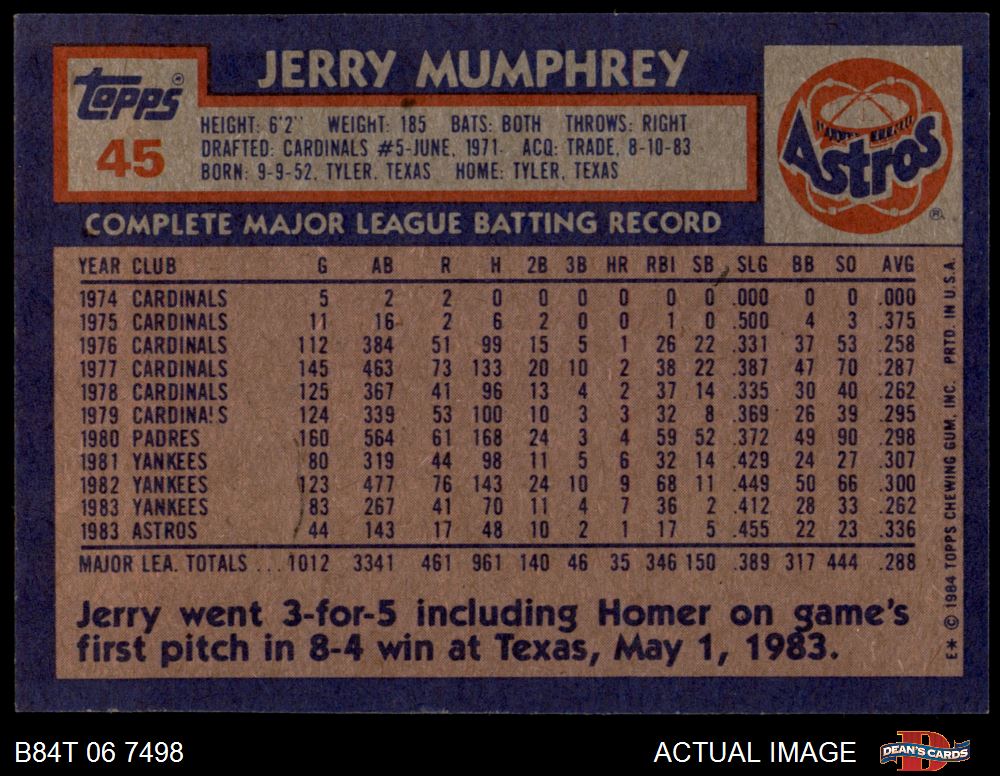 Topps ®
45
JERRY MUMPHREY
HEIGHT: 6'2" WEIGHT: 185 BATS: BOTH THROWS: RIGHT
DRAFTED: CARDINALS #5-JUNE, 1971. ACQ: TRADE, 8-10-83
BORN: 9-9-52, TYLER, TEXAS HOME: TYLER, TEXAS
Astros ®
COMPLETE MAJOR LEAGUE BATTING RECORD
YEAR CLUB G AB R H 2B 3B HR RBI SB SLG BB SO AVG
1974 CARDINALS 5 2 2 0 0 0 0 0 0 .000 0 0 .000
1975 CARDINALS 11 16 2 6 2 0 0 1 0 .500 4 3 .375
1976 CARDINALS 112 384 51 99 15 5 1 26 22 .331 37 53 .258
1977 CARDINALS 145 463 73 133 20 10 2 38 22 .387 47 70 .287
1978 CARDINALS 125 367 41 96 13 4 2 37 14 .335 30 40 .262
1979 CARDINALS 124 339 53 100 10 3 3 32 8 .369 26 39 .295
1980 PADRES 160 564 61 168 24 3 4 59 52 .372 49 90 .298
1981 YANKEES 80 319 44 98 11 5 6 32 14 .429 24 27 .307
1982 YANKEES 123 477 76 143 24 10 9 68 11 .449 50 66 .300
1983 YANKEES 83 267 41 70 11 4 7 36 2 .412 28 33 .262
1983 ASTROS 44 143 17 48 10 2 1 17 5 .455 22 23 .336
MAJOR LEA. TOTALS ... 1012 3341 461 961 140 46 35 346 150 .389 317 444 .288
Jerry went 3-for-5 including Homer on game's
first pitch in 8-4 win at Texas, May 1, 1983.
E* © 1984 TOPPS CHEWING GUM, INC. PRTD. IN U.S.A.
B84T 06 7498
ACTUAL IMAGE
DEAN'S CARDS